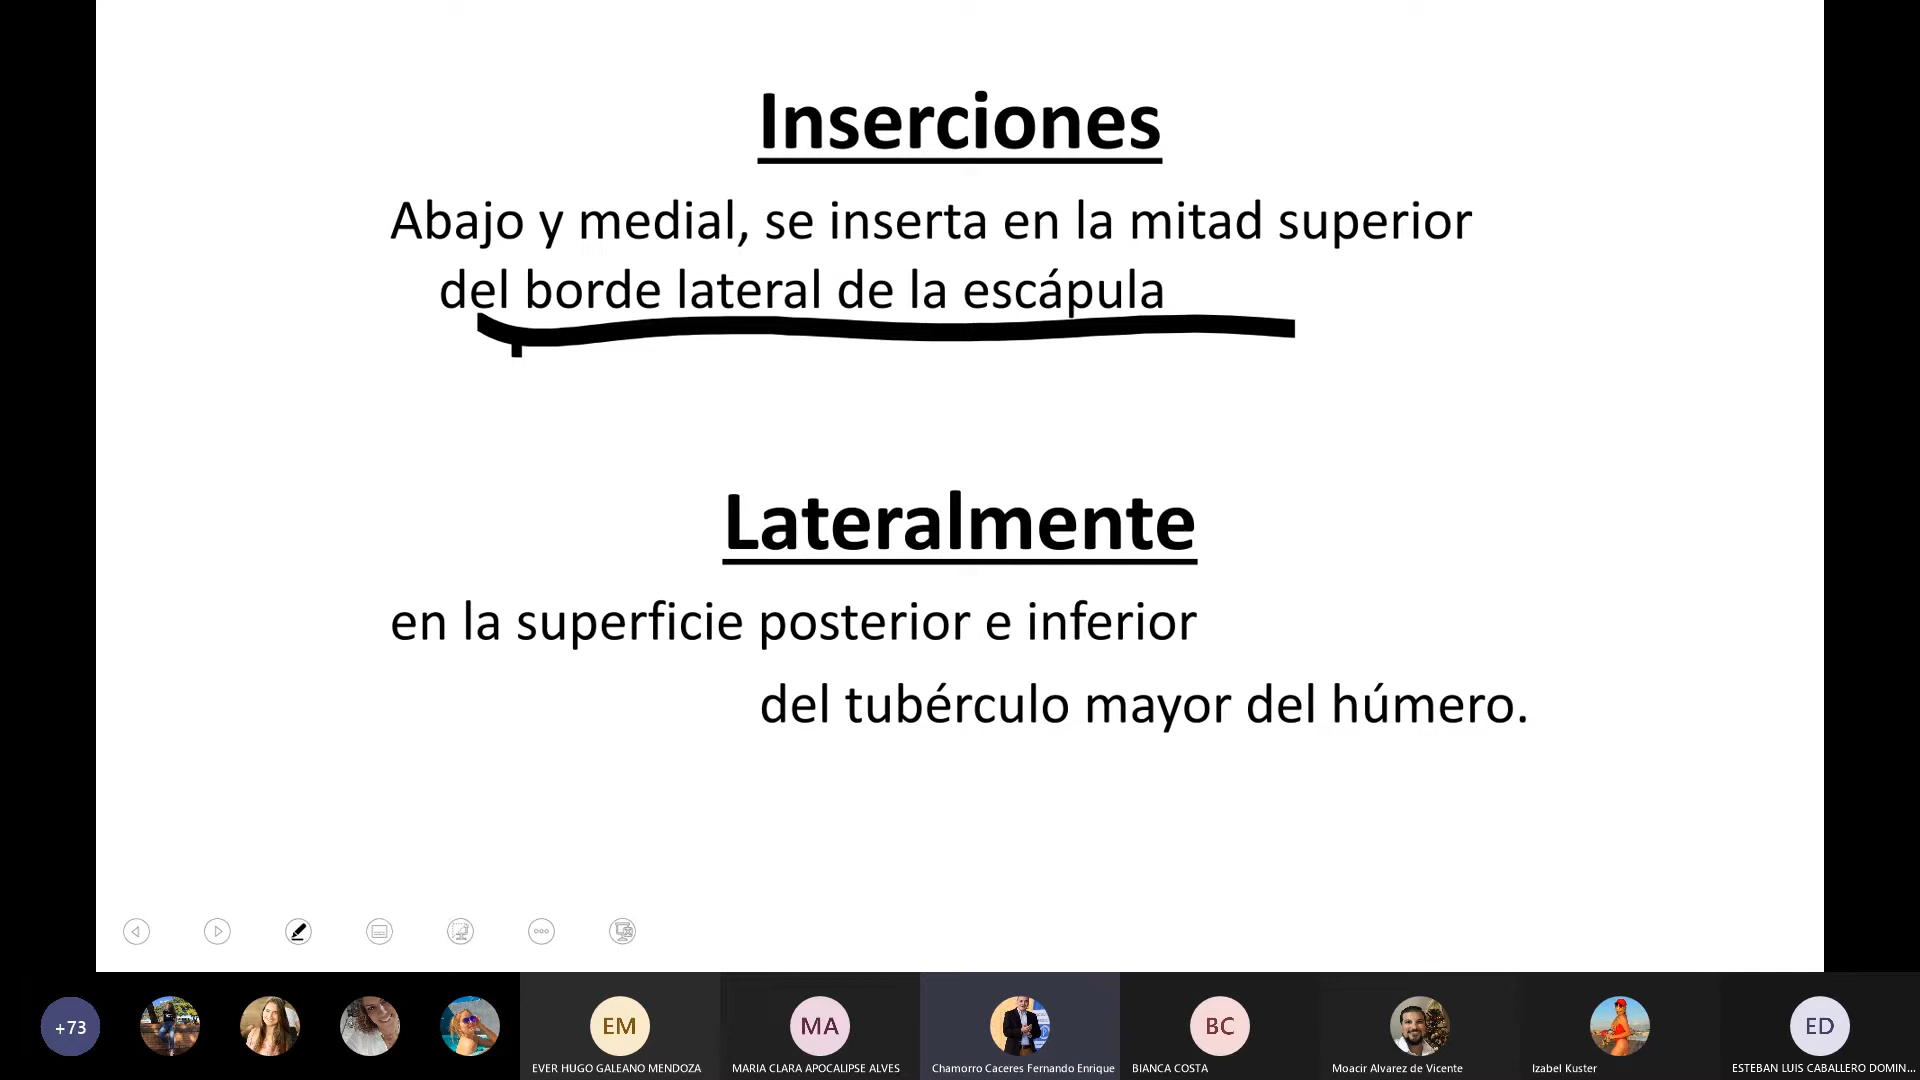 Inserciones
Abajo y medial, se inserta en la mitad superior
del borde lateral de la escápula
Lateralmente
en la superficie posterior e inferior
del tubérculo mayor del húmero.
+73
EM
MA
BC
ED
EVER HUGO GALEANO MENDOZA
MARIA CLARA APOCALIPSE ALVES
Chamorro Caceres Fernando Enrique
BIANCA COSTA
Moacir Alvarez de Vicente
Izabel Kuster
ESTEBAN LUIS CABALLERO DOMIN...